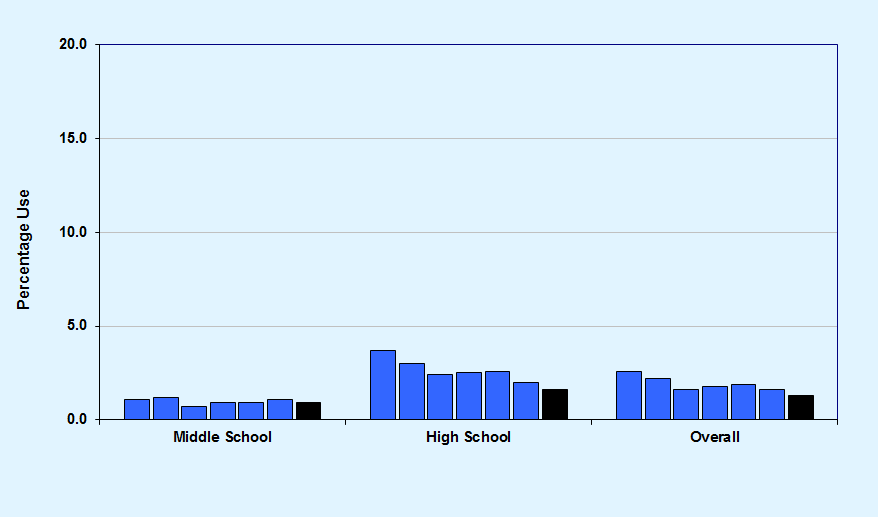 20.0
15.0
10.0
5.0
0.0
Percentage Use
Middle School
High School
Overall